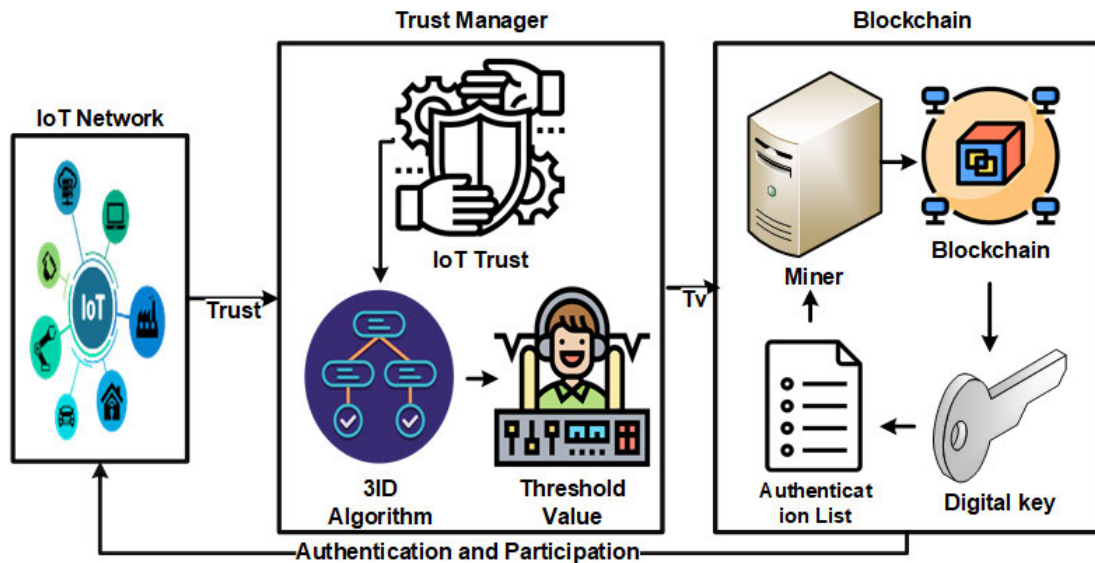 Trust Manager
Blockchain
IoT Network
IoT
Trust
IoT Trust
3ID
Algorithm
Threshold
Value
Tv
Miner
Blockchain
Authenticat
ion List
Digital key
Authentication and Participation